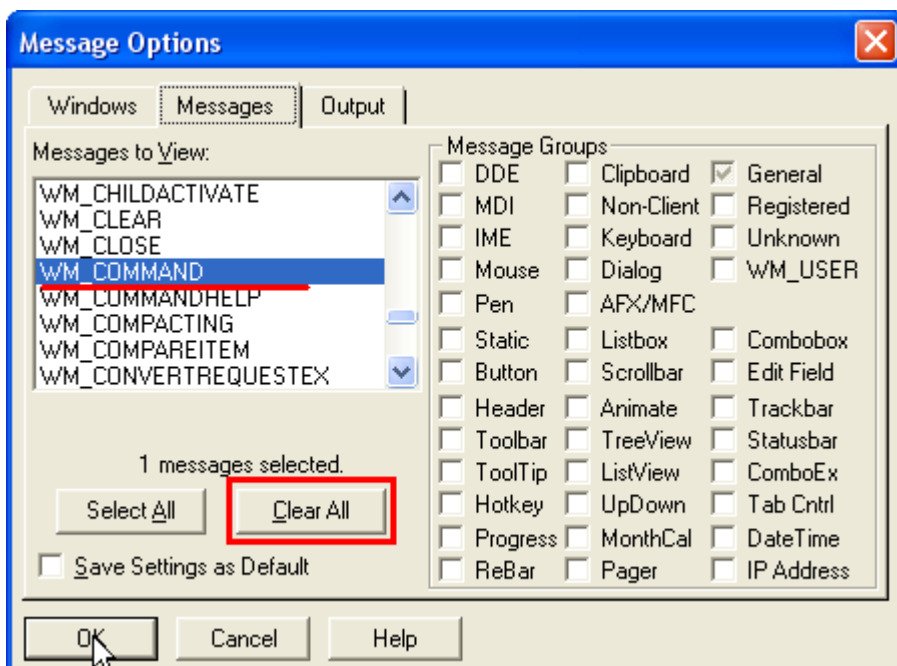 Message Options
Windows Messages Output
Messages to View:
WM_CHILDACTIVATE
WM_CLEAR
WM_CLOSE
WM_COMMAND
WM_COMMANDHELP
WM_COMPACTING
WM_COMPAREITEM
WM_CONVERTREQUESTEX
1 messages selected.
Select All Clear All
Save Settings as Default
Message Groups
DDE Clipboard General
MDI Non-Client Registered
IME Keyboard Unknown
Mouse Dialog WM_USER
Pen AFX/MFC
Static Listbox Combobox
Button Scrollbar Edit Field
Header Animate Trackbar
Toolbar TreeView Statusbar
ToolTip ListView ComboEx
Hotkey UpDown Tab Cntrl
Progress MonthCal DateTime
ReBar Pager IP Address
OK Cancel Help